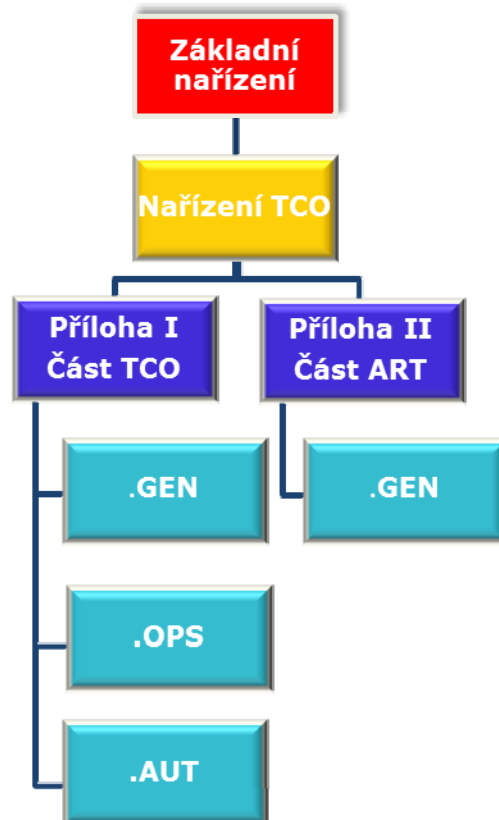 Základní
nařízení
Nařízení TCO
Příloha I
Část TCO
Příloha II
Část ART
.GEN
.GEN
.OPS
.AUT